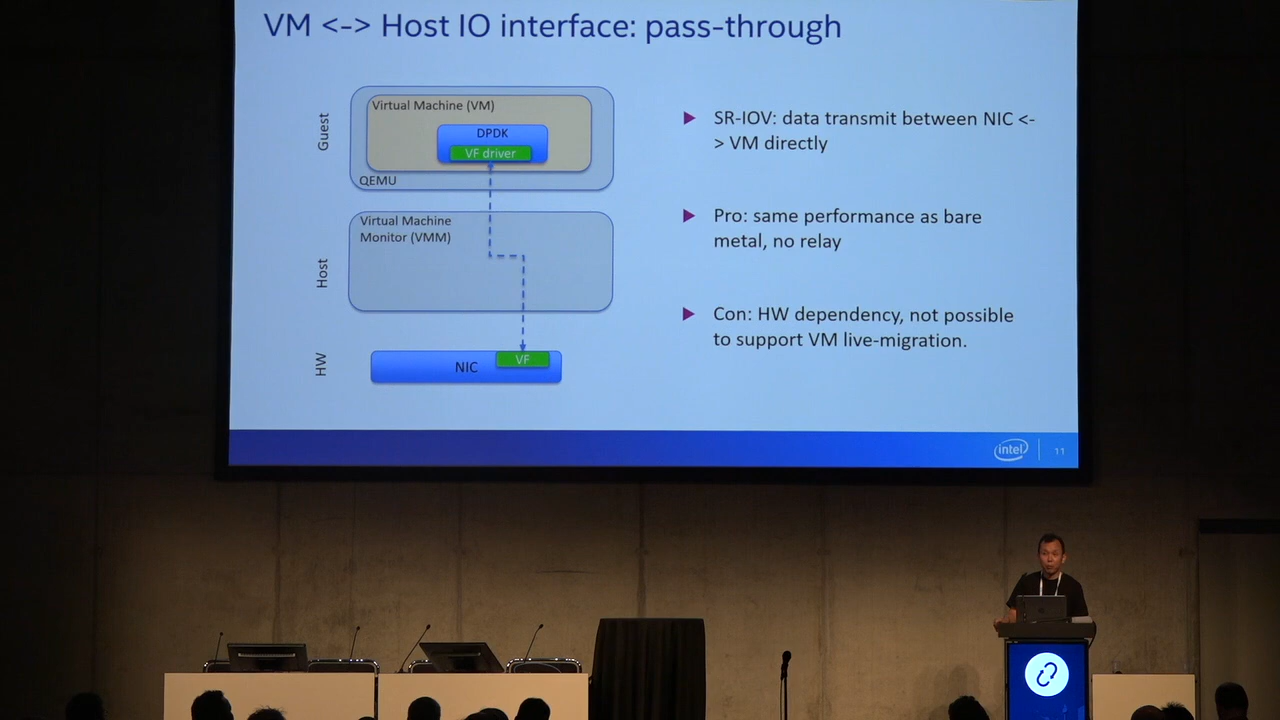 VM <-> Host IO interface: pass-through
Guest
Virtual Machine (VM)
DPDK
VF driver
QEMU
Host
Virtual Machine
Monitor (VMM)
HW
NIC
VF
SR-IOV: data transmit between NIC <-
> VM directly
Pro: same performance as bare
metal, no relay
Con: HW dependency, not possible
to support VM live-migration.
intel
11